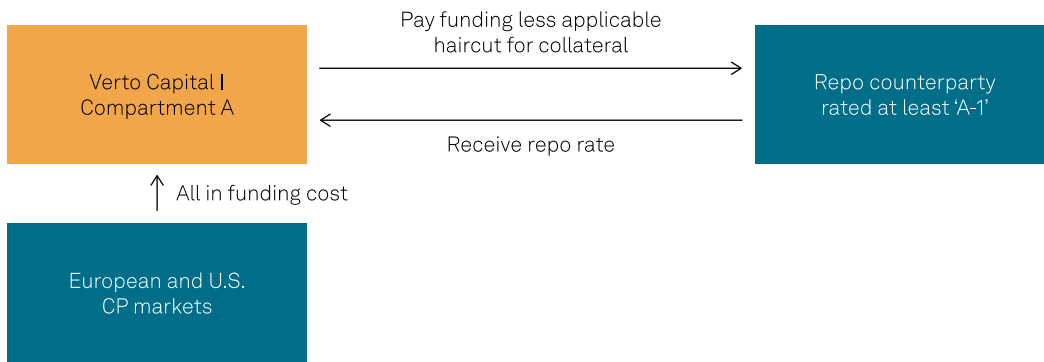 Pay funding less applicable
haircut for collateral
Verto Capital I
Compartment A
Repo counterparty
rated at least ‘A-1’
Receive repo rate
All in funding cost
European and U.S.
CP markets